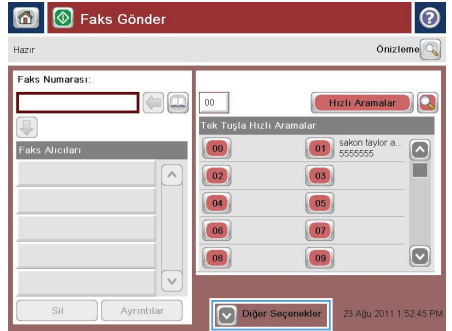 Faks Gönder
Hazır
Önizleme
Faks Numarası:
Faks Alıcıları
Sil
Ayrıntılar
00
Hızlı Aramalar
Tek Tuşla Hızlı Aramalar
00
01 sakon taylor a...
5555555
02 03
04 05
06 07
08 09
Diğer Seçenekler
23 Ağu 2011 1:52:45 PM